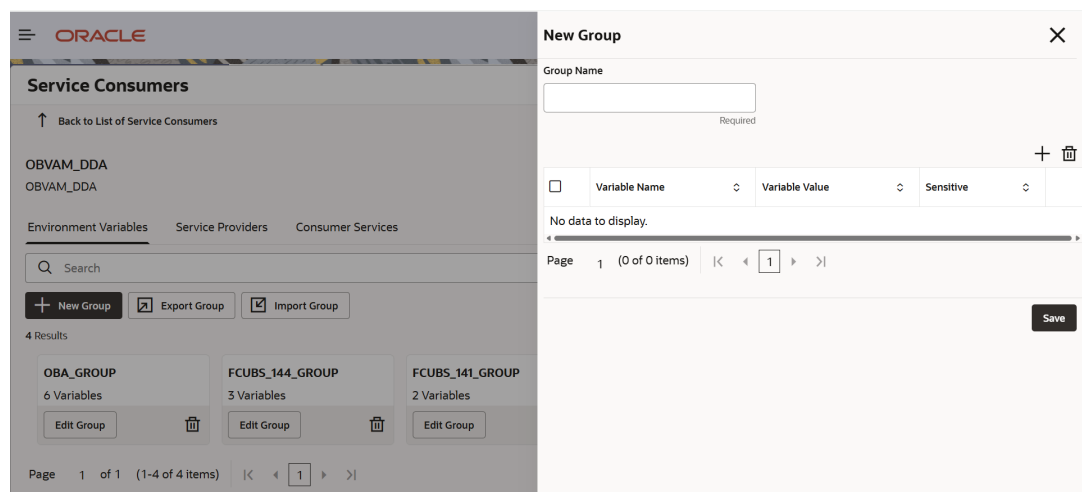 ORACLE
Service Consumers
Back to List of Service Consumers
OBVAM_DDA
OBVAM_DDA
Environment Variables Service Providers Consumer Services
Search
New Group Export Group Import Group
4 Results
OBA_GROUP FCUBS_144_GROUP FCUBS_141_GROUP
6 Variables 3 Variables 2 Variables
Edit Group Edit Group Edit Group
Page 1 of 1 (1-4 of 4 items) 1
New Group
Group Name
Required
Variable Name Variable Value Sensitive
No data to display.
Page 1 (0 of 0 items) 1
Save